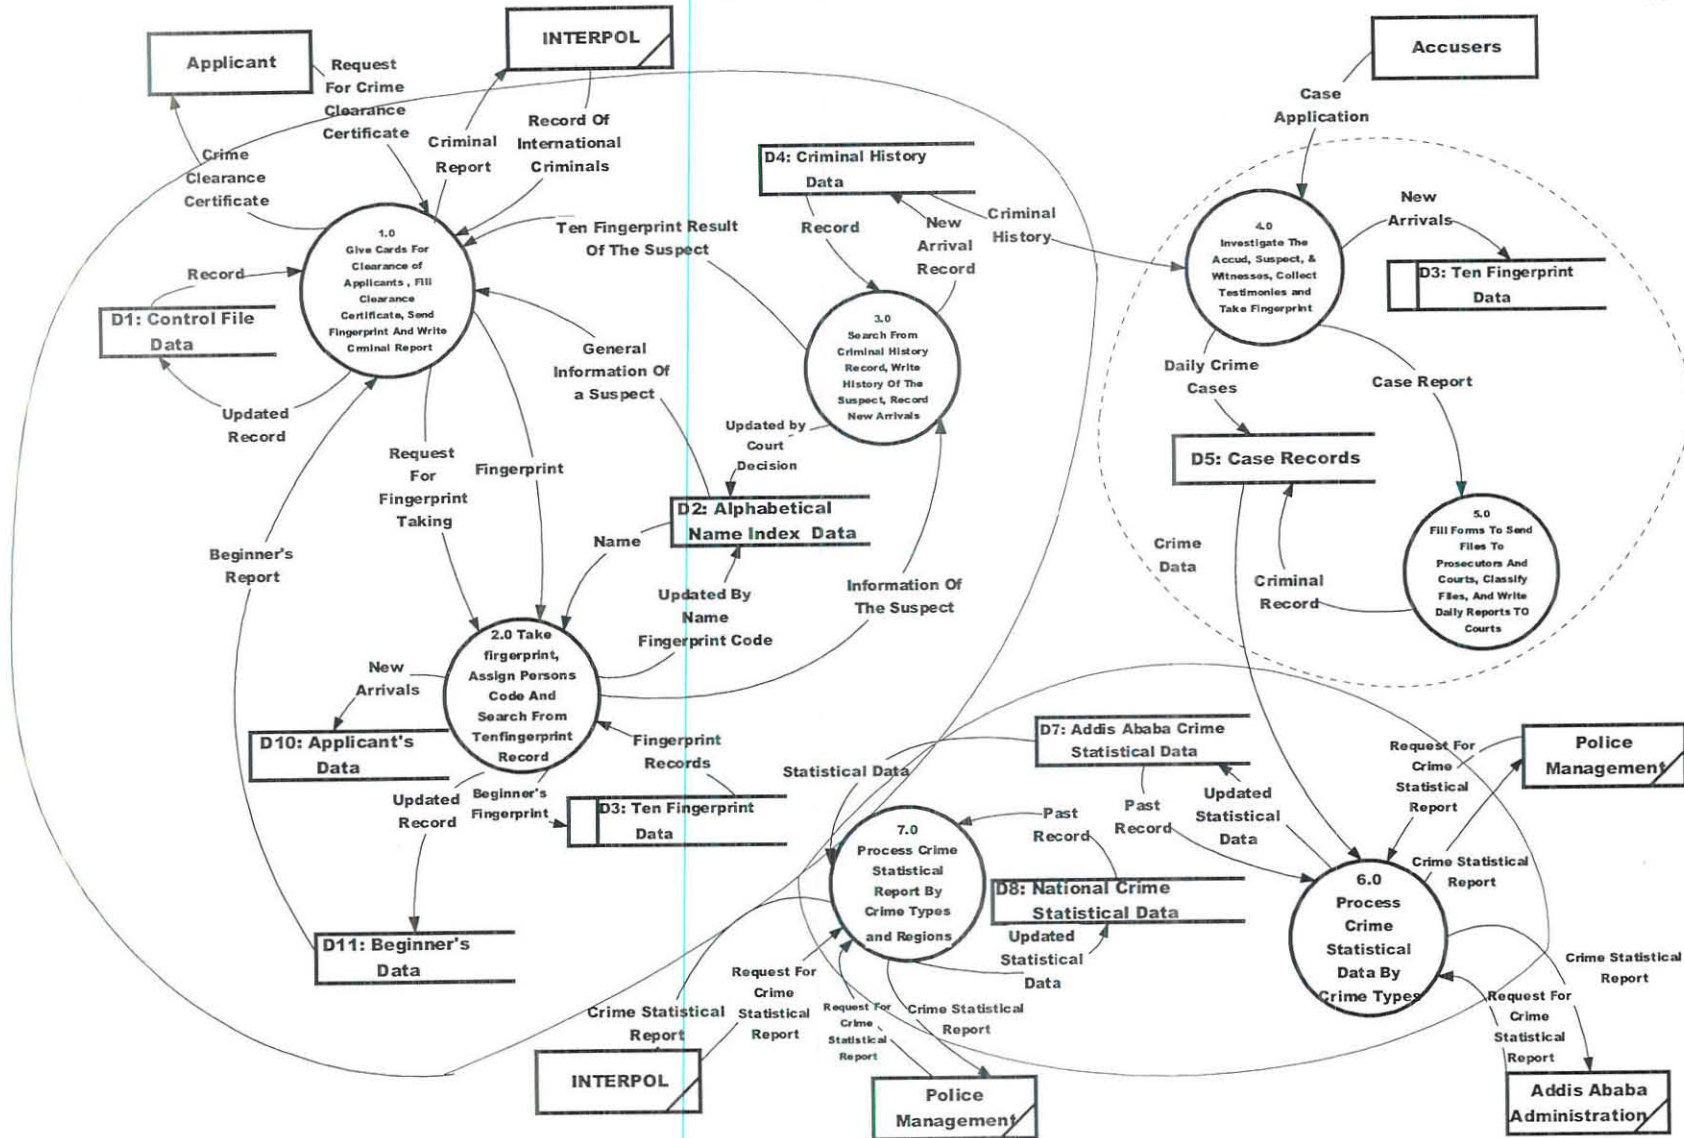 Applicant
INTERPOL
Accusers
Request
For Crime
Clearance
Certificate
Criminal
Report
Record Of
International
Criminals
Crime
Clearance
Certificate
Case
Application
D4: Criminal History
Data
New
Arrivals
Ten Fingerprint Result
Of The Suspect
Record
New
Arrival
Record
Criminal
History
1.0
Give Cards For
Clearance of
Applicants , Fill
Clearance
Certificate, Send
Fingerprint And Write
Crminal Report
4.0
Investigate The
Accud, Suspect, &
Witnesses, Collect
Testimonies and
Take Fingerprint
D3: Ten Fingerprint
Data
Record
D1: Control File
Data
Updated
Record
General
Information Of
a Suspect
3.0
Search From
Criminal History
Record, Write
History Of The
Suspect, Record
New Arrivals
Daily Crime
Cases
Case Report
Updated by
Court
Decision
Request
For
Fingerprint
Taking
Fingerprint
D5: Case Records
D2: Alphabetical
Name Index Data
Name
Beginner's
Report
Crime
Data
5.0
Fill Forms To Send
Files To
Prosecutors And
Courts, Classify
Files, And Write
Daily Reports TO
Courts
Criminal
Record
Updated By
Name
Fingerprint Code
Information Of
The Suspect
2.0 Take
firgerprint,
Assign Persons
Code And
Search From
Tenfingerprint
Record
New
Arrivals
D10: Applicant's
Data
Fingerprint
Records
Updated
Record
Beginner's
Fingerprint
D3: Ten Fingerprint
Data
D11: Beginner's
Data
D7: Addis Ababa Crime
Statistical Data
Statistical Data
Past
Record
Past
Record
Updated
Statistical
Data
Request For
Crime
Statistical
Report
Police
Management
Crime Statistical
Report
7.0
Process Crime
Statistical
Report By
Crime Types
and Regions
D8: National Crime
Statistical Data
Updated
Statistical
Data
6.0
Process
Crime
Statistical
Data By
Crime Types
Crime Statistical
Report
Request For
Crime
Statistical
Report
Request For
Crime
Statistical
Report
Crime Statistical
Report
Request For
Crime
Statistical
Report
Crime Statistical
Report
INTERPOL
Police
Management
Addis Ababa
Administration